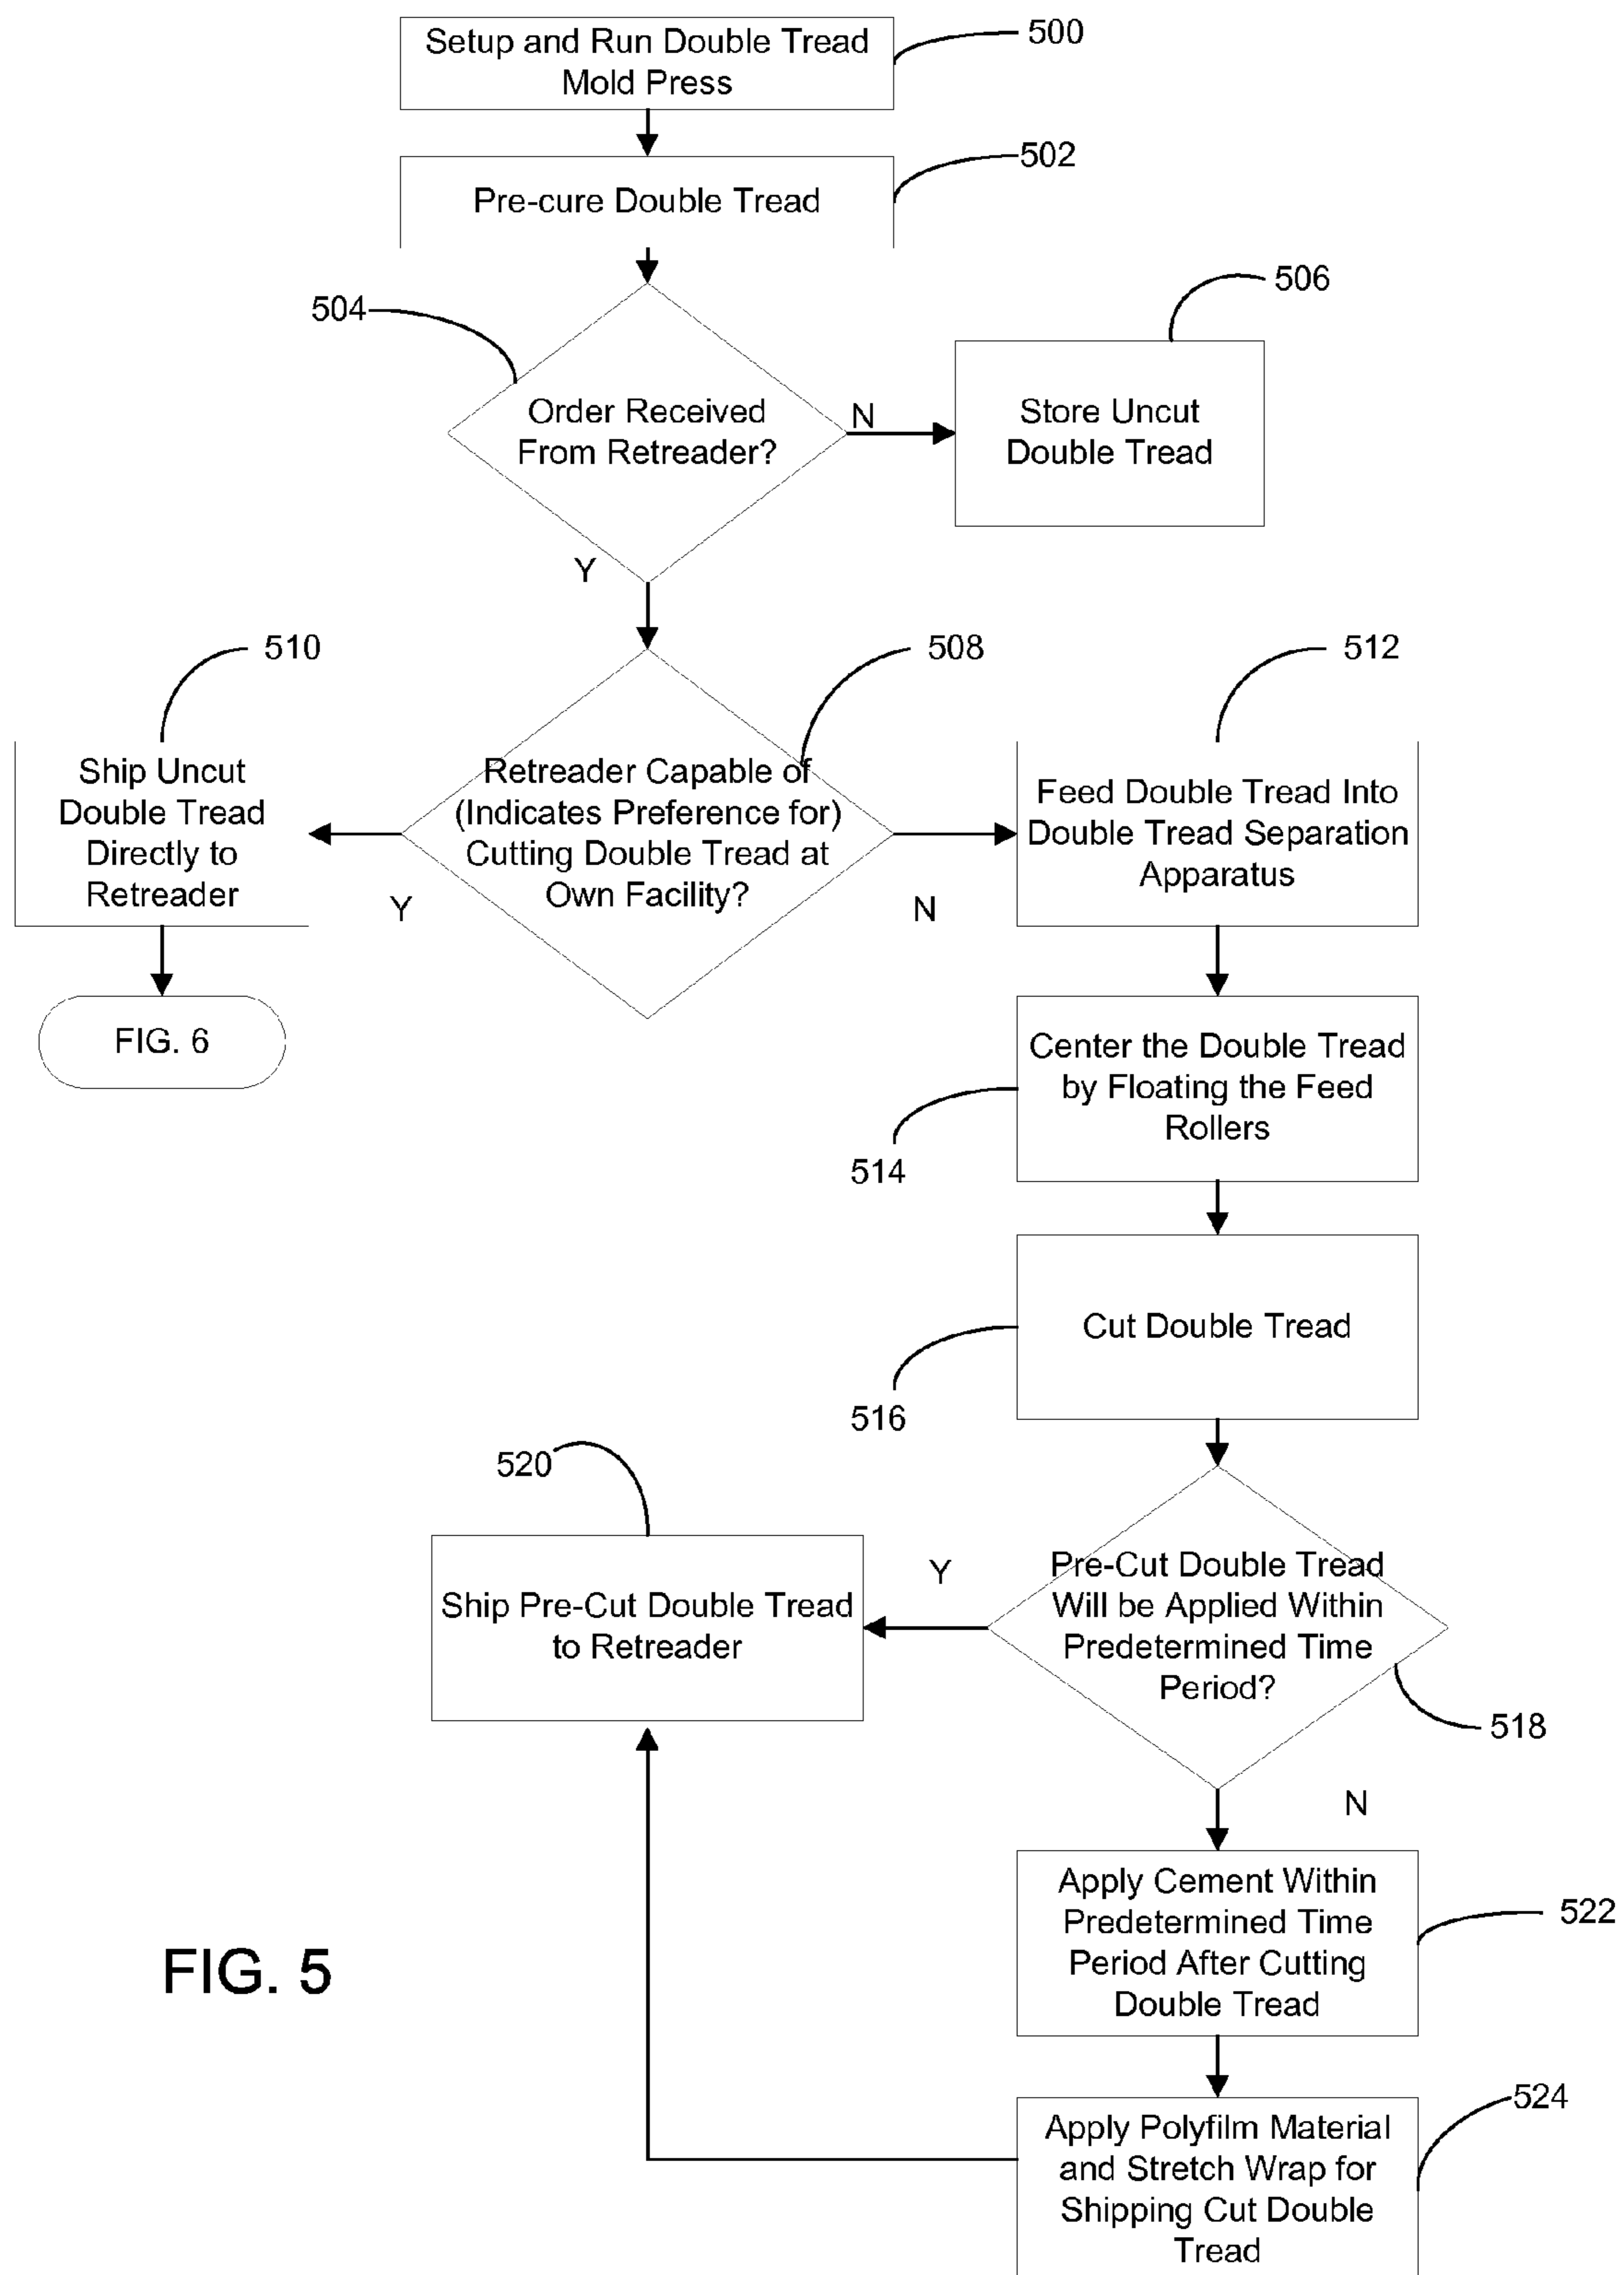 Setup and Run Double Tread
Mold Press
500
Pre-cure Double Tread
502
504
Order Received
From Retreader?
N
Y
506
Store Uncut
Double Tread
508
Retreader Capable of
(Indicates Preference for)
Cutting Double Tread at
Own Facility?
Y
N
510
Ship Uncut
Double Tread
Directly to
Retreader
FIG. 6
512
Feed Double Tread Into
Double Tread Separation
Apparatus
Center the Double Tread
by Floating the Feed
Rollers
514
Cut Double Tread
516
Pre-Cut Double Tread
Will be Applied Within
Predetermined Time
Period?
518
Y
N
520
Ship Pre-Cut Double Tread
to Retreader
Apply Cement Within
Predetermined Time
Period After Cutting
Double Tread
522
Apply Polyfilm Material
and Stretch Wrap for
Shipping Cut Double
Tread
524
FIG. 5